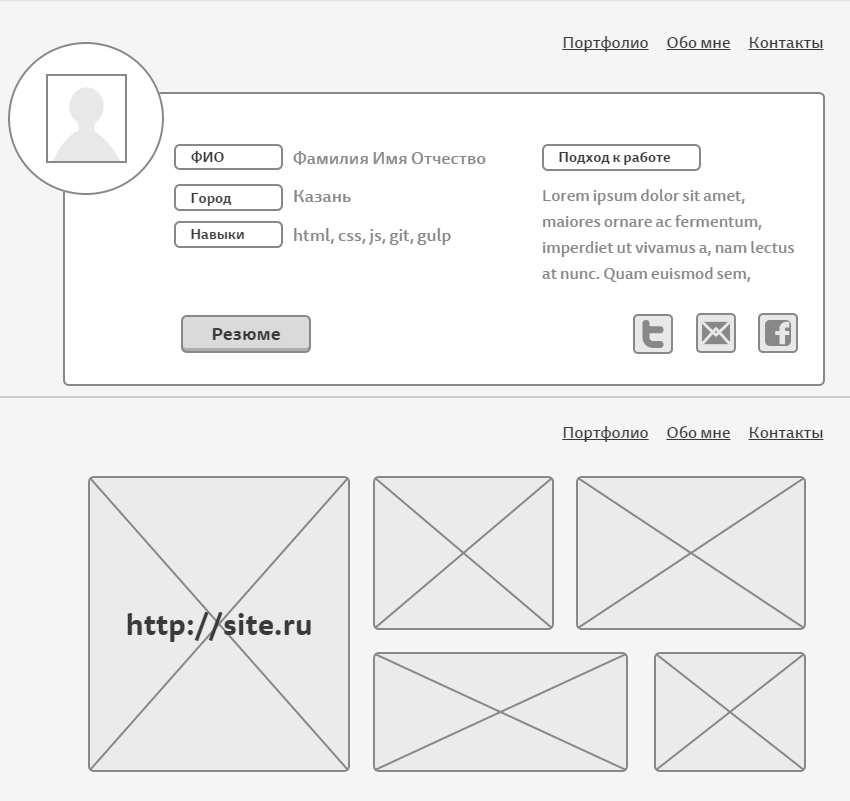 Портфолио Обо мне Контакты
ФИО Фамилия Имя Отчество
Город Казань
Навыки html, css, js, git, gulp
Подход к работе
Lorem ipsum dolor sit amet,
maiores ornare ac fermentum,
imperdiet ut vivamus a, nam lectus
at nunc. Quam euismod sem,
Резюме
Портфолио Обо мне Контакты
http://site.ru